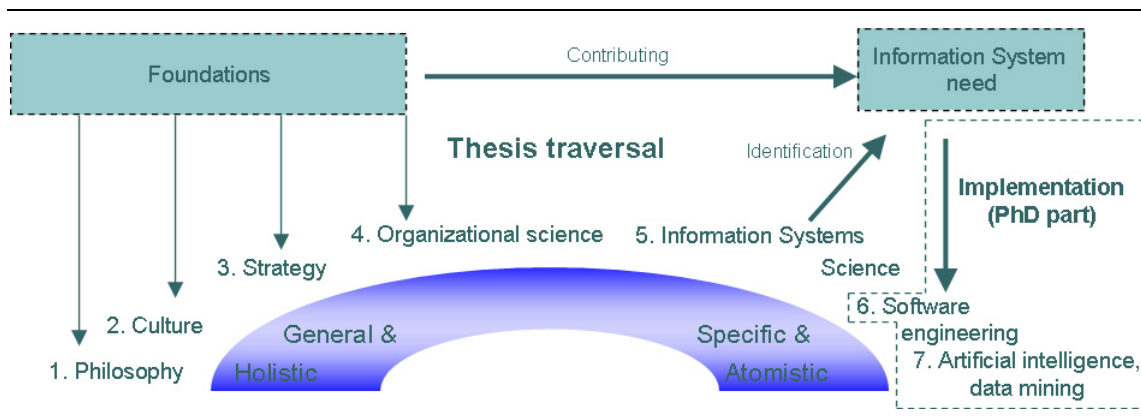 Foundations
Contributing
Information System
need
Thesis traversal
Identification
Implementation
(PhD part)
4. Organizational science
5. Information Systems
Science
3. Strategy
2. Culture
1. Philosophy
General &
Holistic
Specific &
Atomistic
6. Software
engineering
7. Artificial intelligence,
data mining